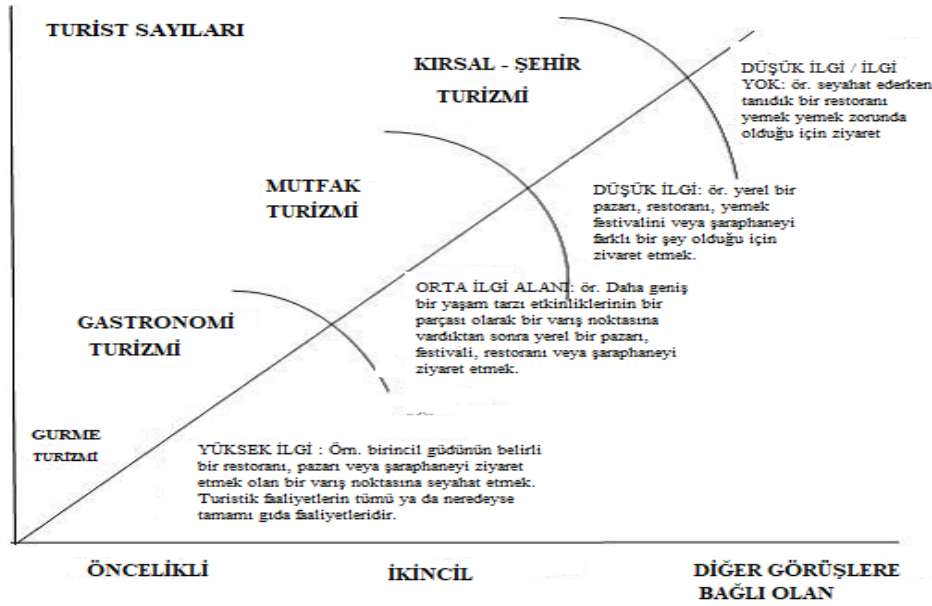 TURİST SAYILARI
KIRSAL - ŞEHİR
TURİZMİ
DÜŞÜK İLGİ / İLGİ
YOK: ör. seyahat ederken
tanıdık bir restoranı
yemek yemek zorunda
olduğu için ziyaret
MUTFAK
TURİZMİ
DÜŞÜK İLGİ: ör. yerel bir
pazarı, restoranı, yemek
festivalini veya şaraphaneyi
farklı bir şey olduğu için
zivaret etmek.
GASTRONOMİ
TURİZMİ
ORTA İLGİ ALANI: ör. Daha geniş
bir yaşam tarzı etkinliklerinin bir
parçası olarak bir varış noktasına
vardıktan sonra yerel bir pazarı,
festivali, restoranı veya şaraphaneyi
ziyaret etmek.
GURME
TURİZMİ
YÜKSEK İLGİ : Örn. birincil güdünün belirli
bir restoranı, pazarı veya şaraphaneyi ziyaret
etmek olan bir varış noktasına seyahat etmek.
Turistik faaliyetlerin tümü ya da neredeyse
tamamı gıda faaliyetleridir.
ÖNCELİKLİ
İKİNCİL
DİĞER GÖRÜŞLERE
BAĞLI OLAN